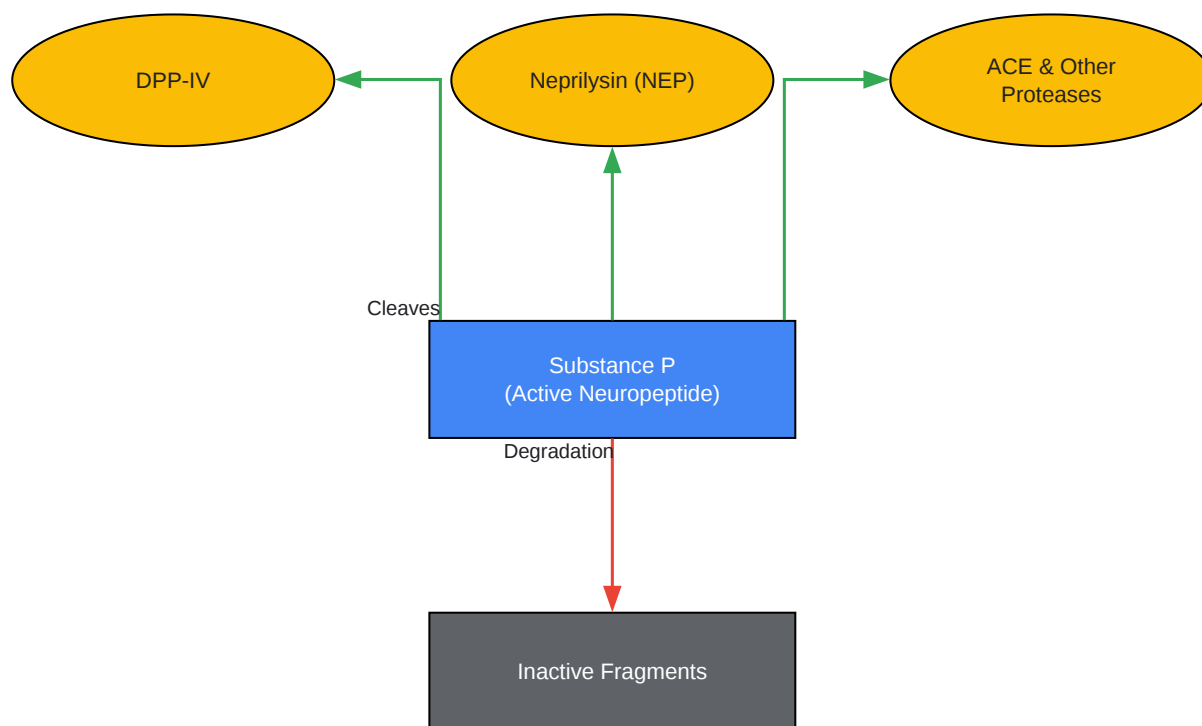 DPP-IV
Neprilysin (NEP)
ACE & Other
Proteases
Cleaves
Substance P
(Active Neuropeptide)
Degradation
Inactive Fragments